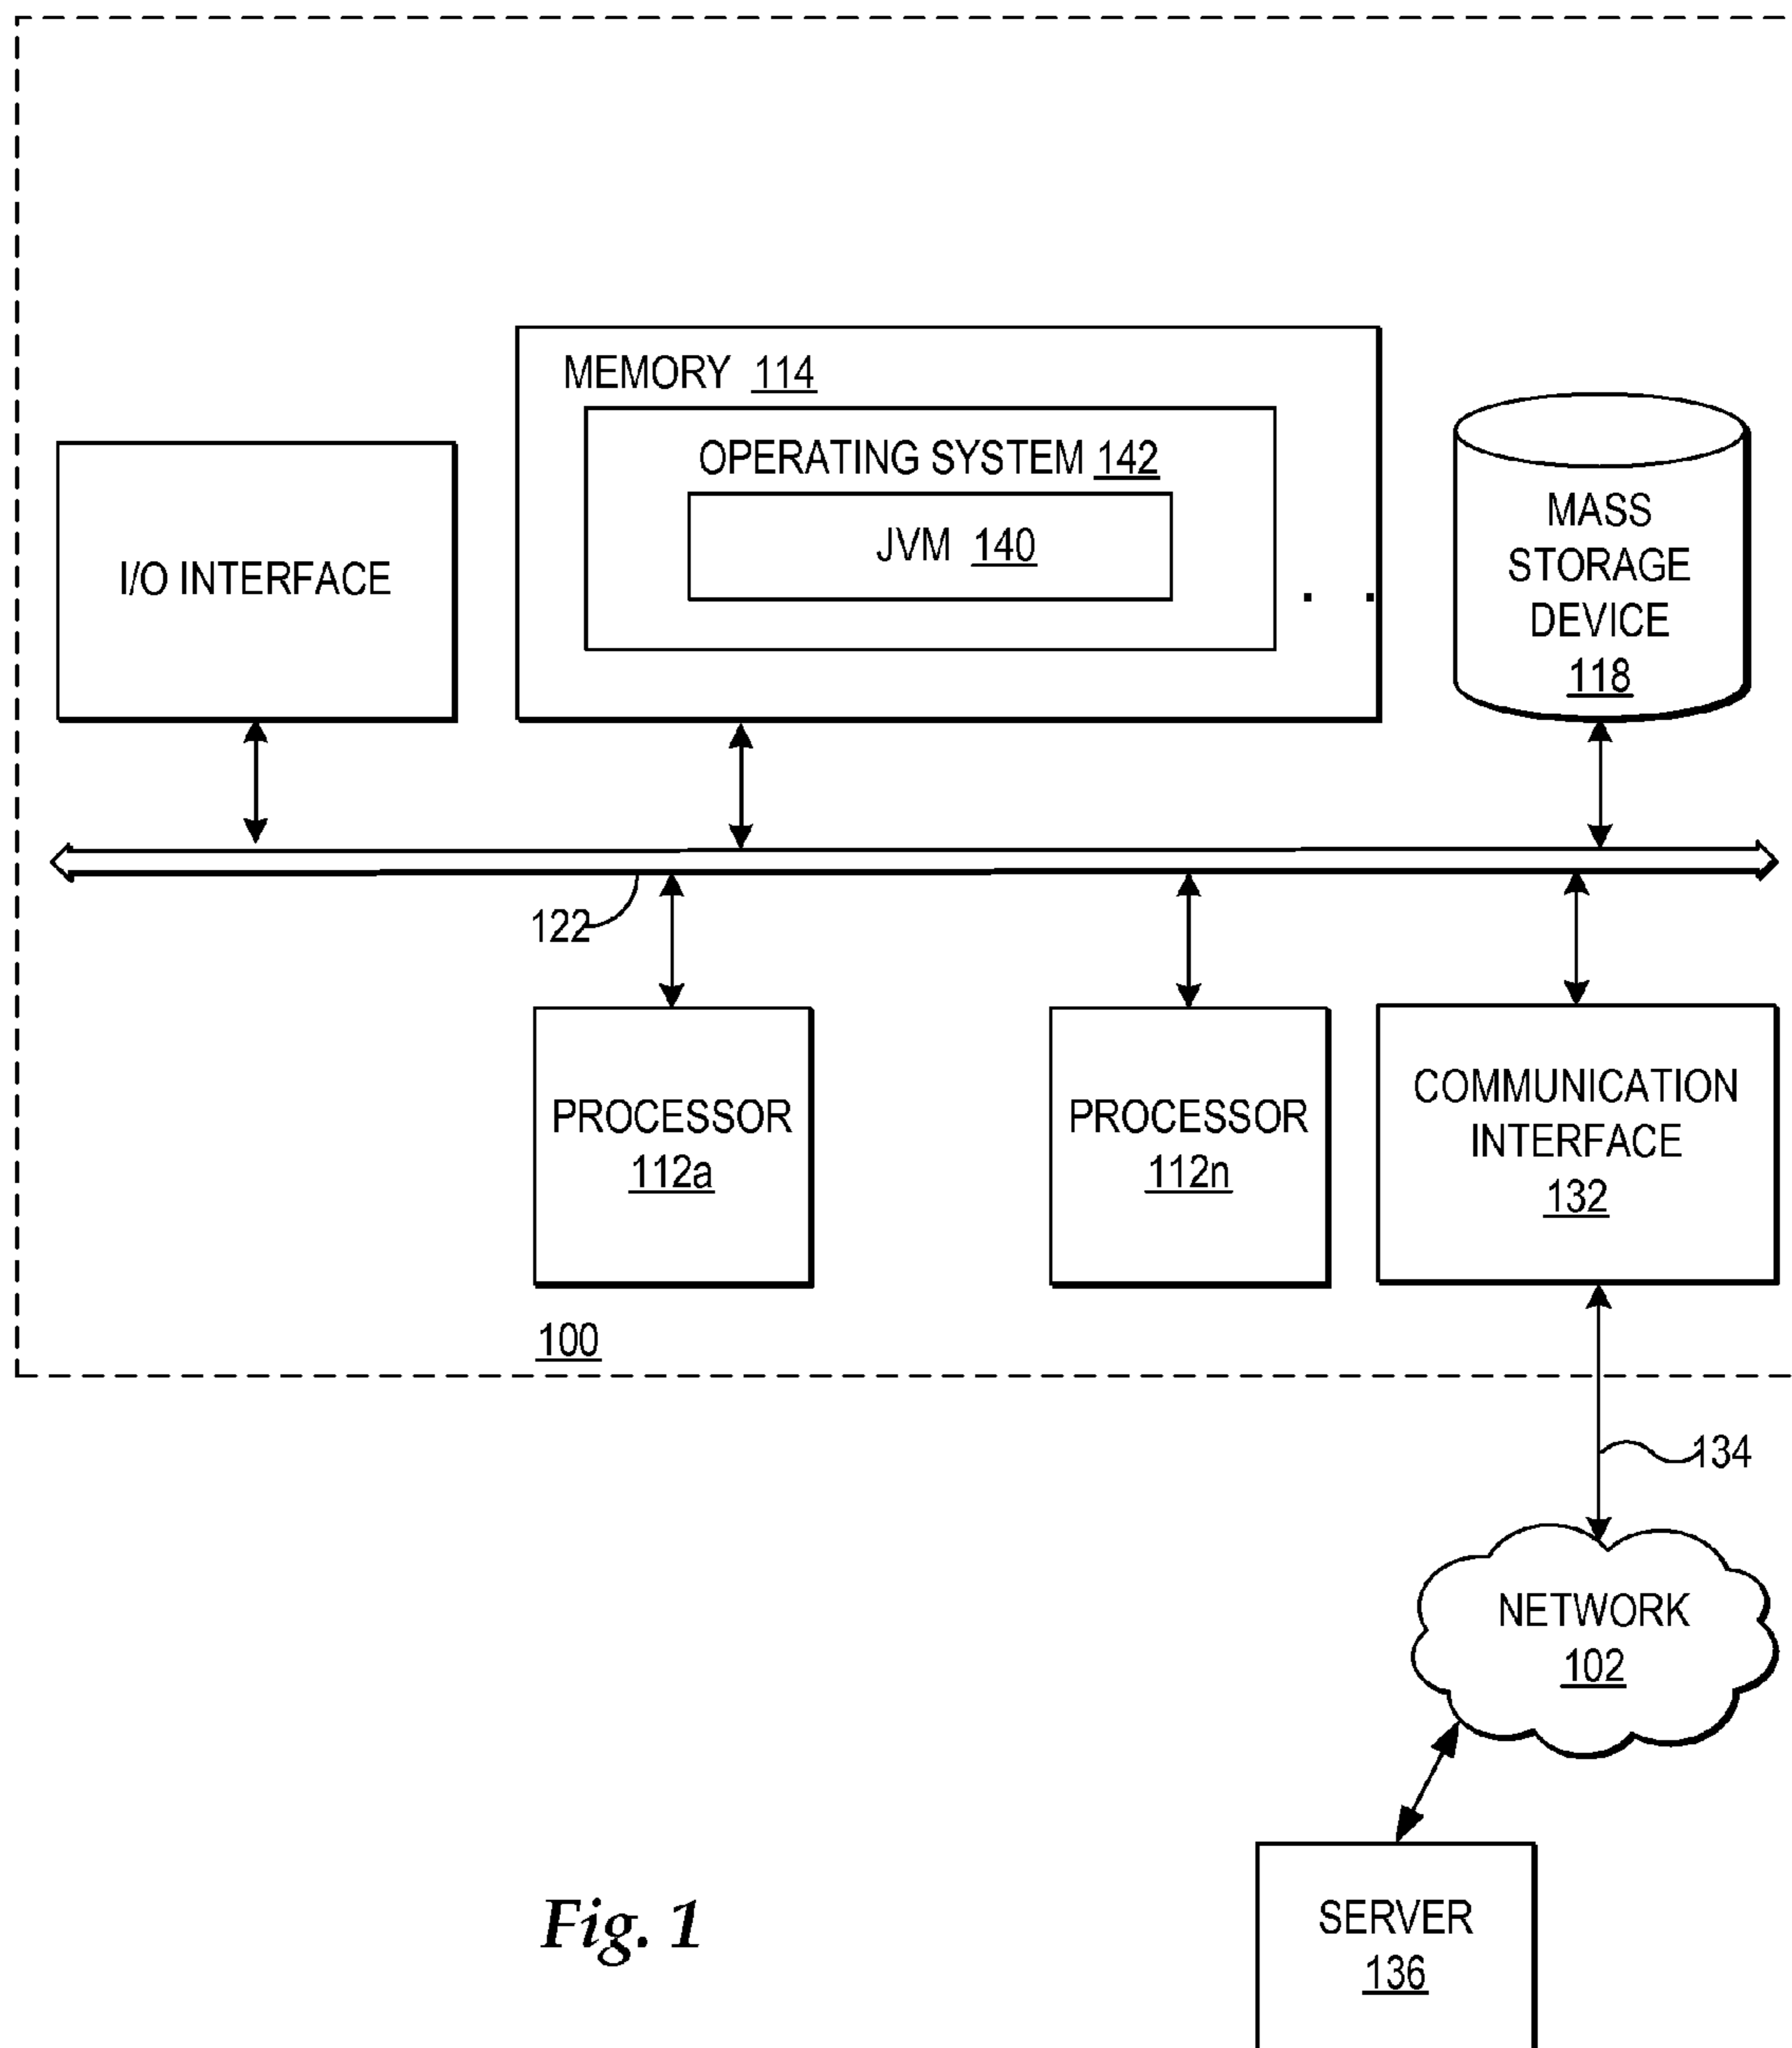 MEMORY 114
OPERATING SYSTEM 142
JVM 140
I/O INTERFACE
MASS
STORAGE
DEVICE
118
122
PROCESSOR
112a
PROCESSOR
112n
COMMUNICATION
INTERFACE
132
100
134
NETWORK
102
Fig. 1
SERVER
136